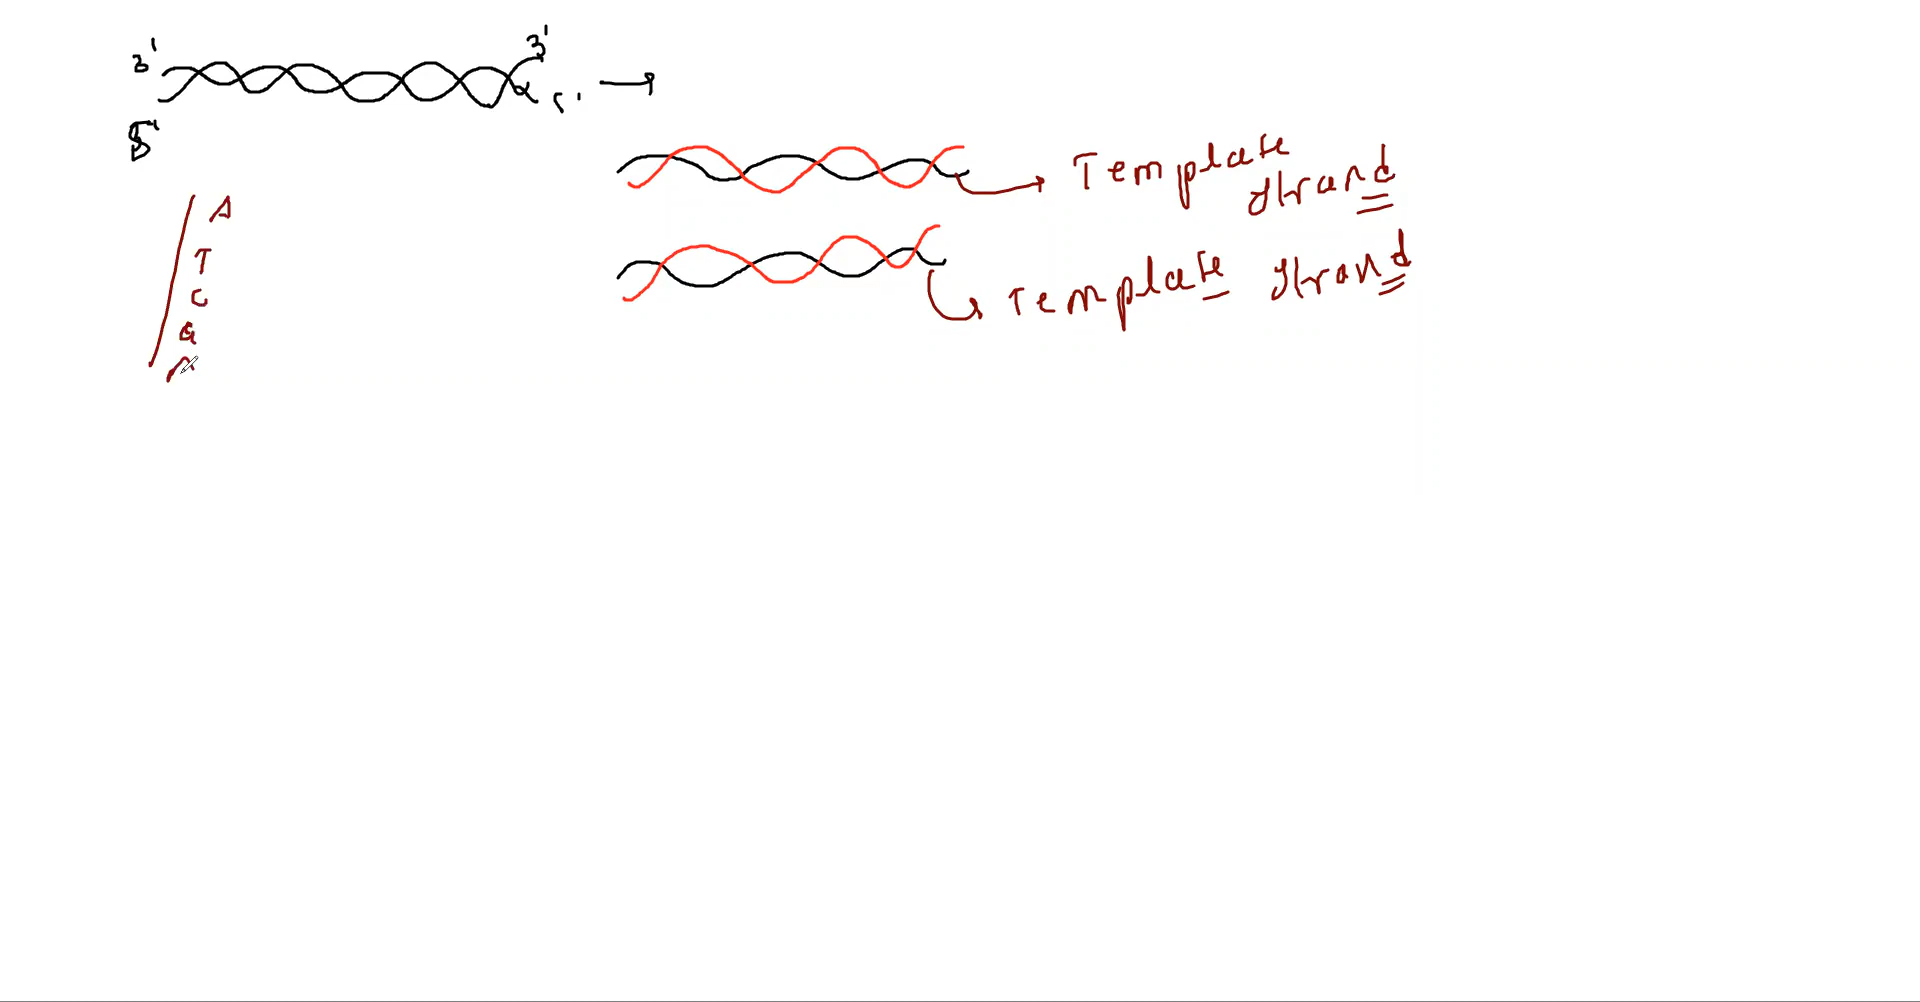 3' 3'
5' 5'
Template
strand
Template strand
A
T
C
G
A